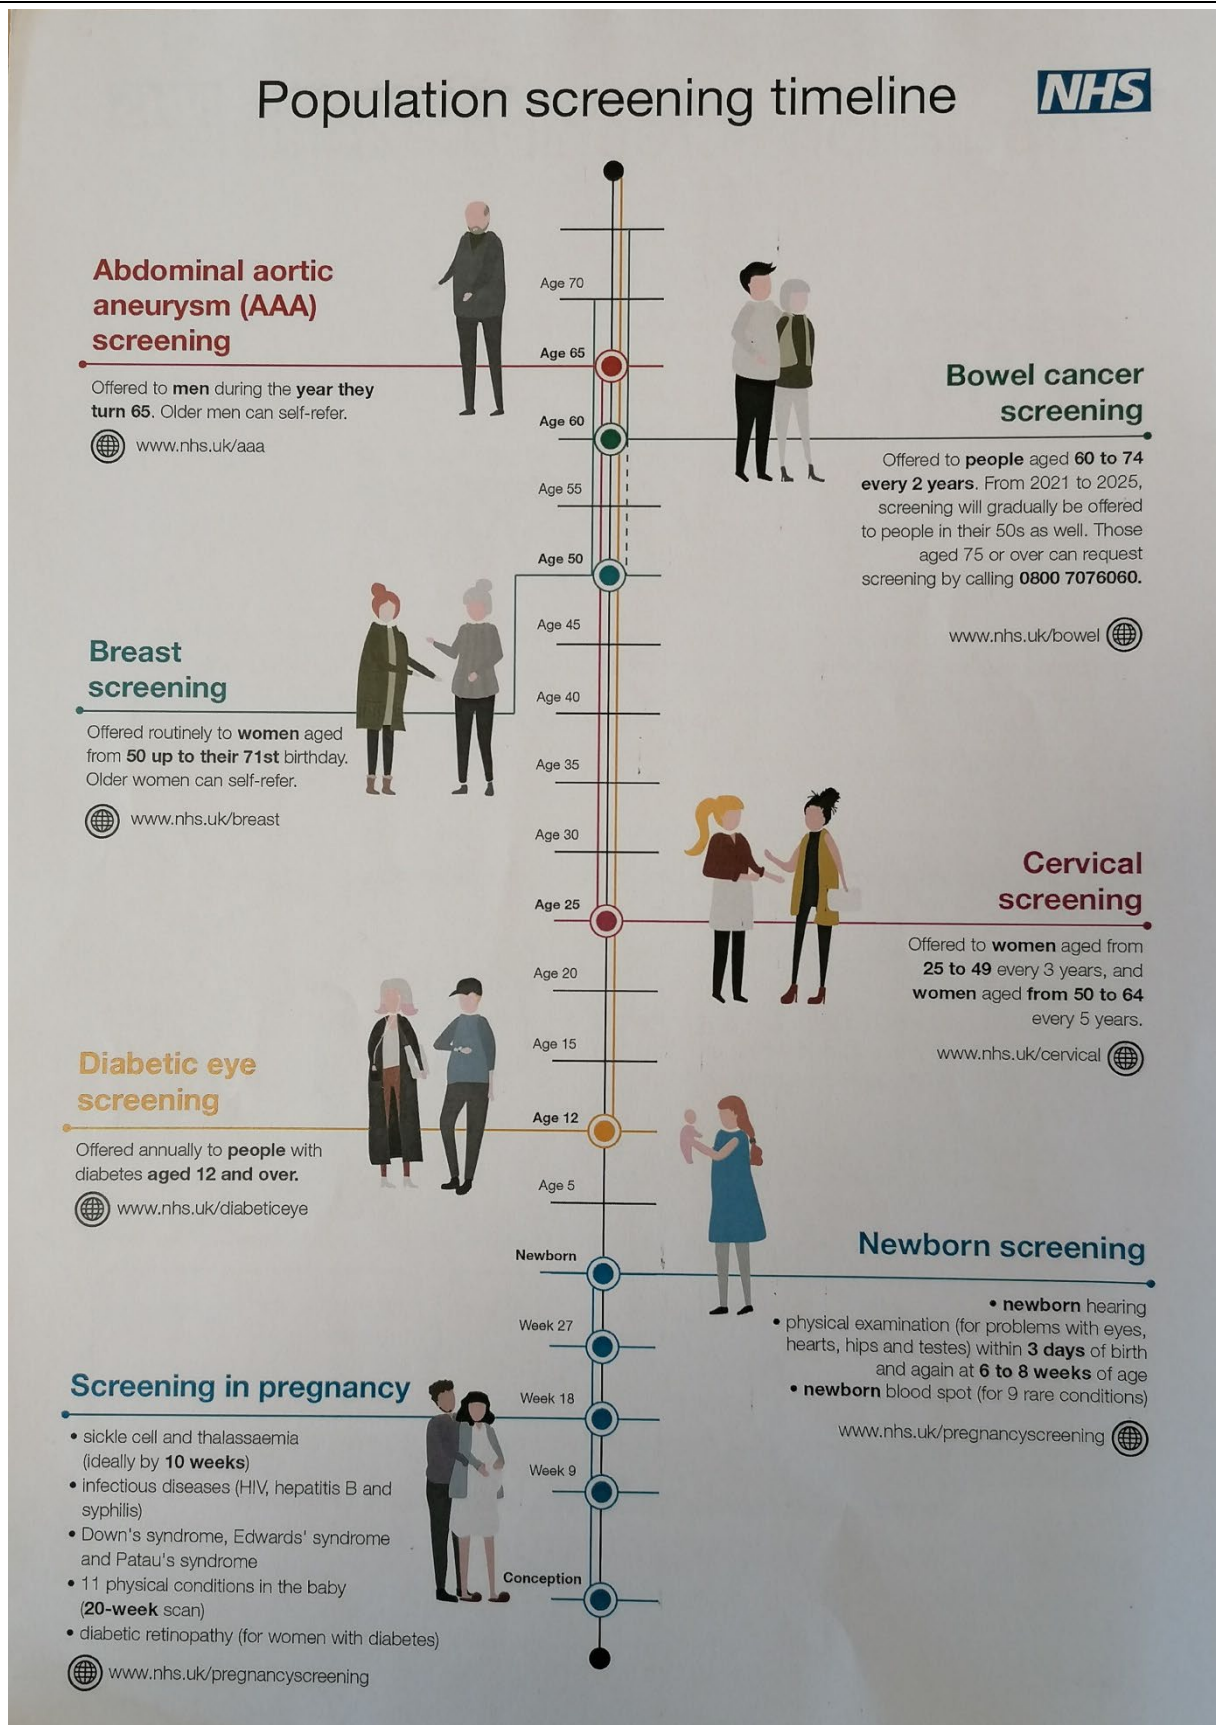 Population screening timeline
NHS
Abdominal aortic
aneurysm (AAA)
screening
Offered to men during the year they
turn 65. Older men can self-refer.
www.nhs.uk/aaa
Bowel cancer
screening
Offered to people aged 60 to 74
every 2 years. From 2021 to 2025,
screening will gradually be offered
to people in their 50s as well. Those
aged 75 or over can request
screening by calling 0800 7076060.
www.nhs.uk/bowel
Breast
screening
Offered routinely to women aged
from 50 up to their 71st birthday.
Older women can self-refer.
www.nhs.uk/breast
Cervical
screening
Offered to women aged from
25 to 49 every 3 years, and
women aged from 50 to 64
every 5 years.
www.nhs.uk/cervical
Diabetic eye
screening
Offered annually to people with
diabetes aged 12 and over.
www.nhs.uk/diabeticeye
Newborn screening
• newborn hearing
• physical examination (for problems with eyes,
hearts, hips and testes) within 3 days of birth
and again at 6 to 8 weeks of age
• newborn blood spot (for 9 rare conditions)
www.nhs.uk/pregnancyscreening
Screening in pregnancy
• sickle cell and thalassaemia
(ideally by 10 weeks)
• infectious diseases (HIV, hepatitis B and
syphilis)
• Down's syndrome, Edwards' syndrome
and Patau's syndrome
• 11 physical conditions in the baby
(20-week scan)
• diabetic retinopathy (for women with diabetes)
www.nhs.uk/pregnancyscreening
Age 70
Age 65
Age 60
Age 55
Age 50
Age 45
Age 40
Age 35
Age 30
Age 25
Age 20
Age 15
Age 12
Age 5
Newborn
Week 27
Week 18
Week 9
Conception